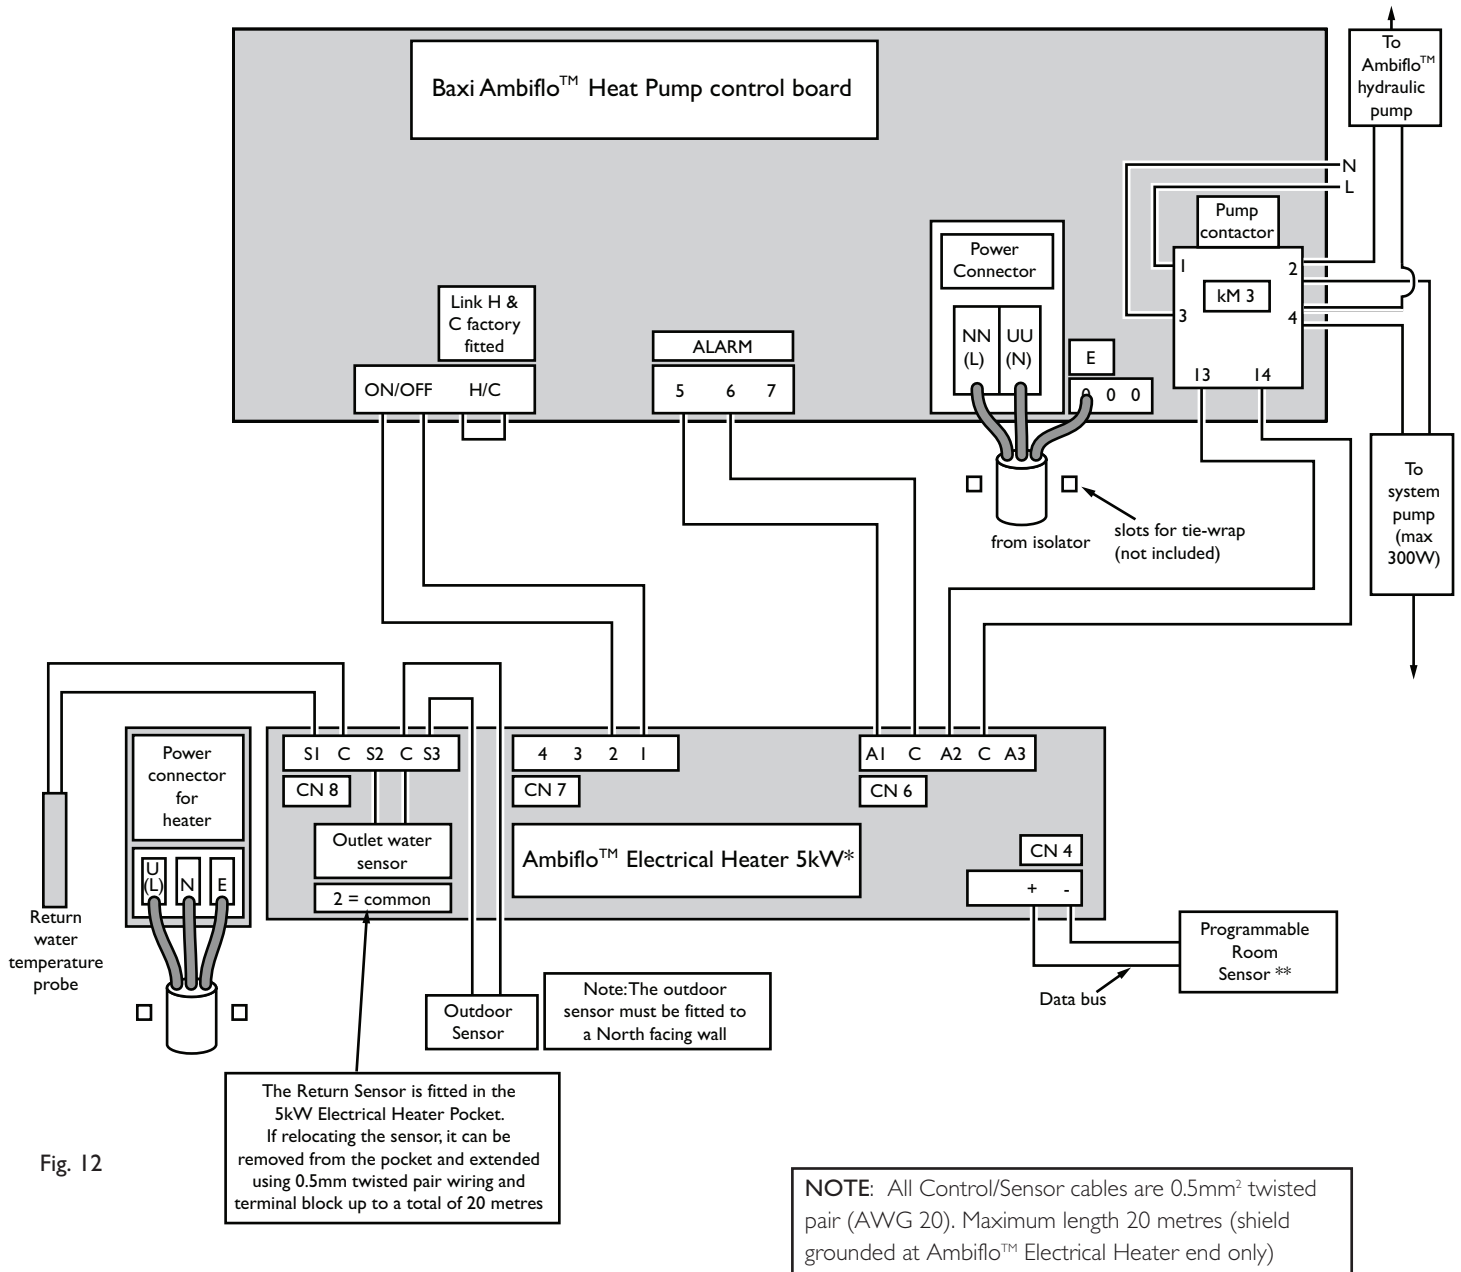 To
Ambiflo™
hydraulic
pump
Baxi Ambiflo™ Heat Pump control board
N
L
Pump
contactor
1
2
kM 3
3
4
13
14
Power
Connector
NN
(L)
UU
(N)
E
0 0 0
Link H &
C factory
fitted
ON/OFF H/C
ALARM
5 6 7
To
system
pump
(max
300W)
from isolator
slots for tie-wrap
(not included)
Power
connector
for
heater
U
(L)
N
E
S1 C S2 C S3
CN 8
4 3 2 1
CN 7
A1 C A2 C A3
CN 6
Outlet water
sensor
2 = common
Ambiflo™ Electrical Heater 5kW*
CN 4
+ -
Return
water
temperature
probe
Programmable
Room
Sensor **
Data bus
Outdoor
Sensor
Note:The outdoor
sensor must be fitted to
a North facing wall
The Return Sensor is fitted in the
5kW Electrical Heater Pocket.
If relocating the sensor, it can be
removed from the pocket and extended
using 0.5mm twisted pair wiring and
terminal block up to a total of 20 metres
Fig. 12
NOTE: All Control/Sensor cables are 0.5mm² twisted
pair (AWG 20). Maximum length 20 metres (shield
grounded at Ambiflo™ Electrical Heater end only)